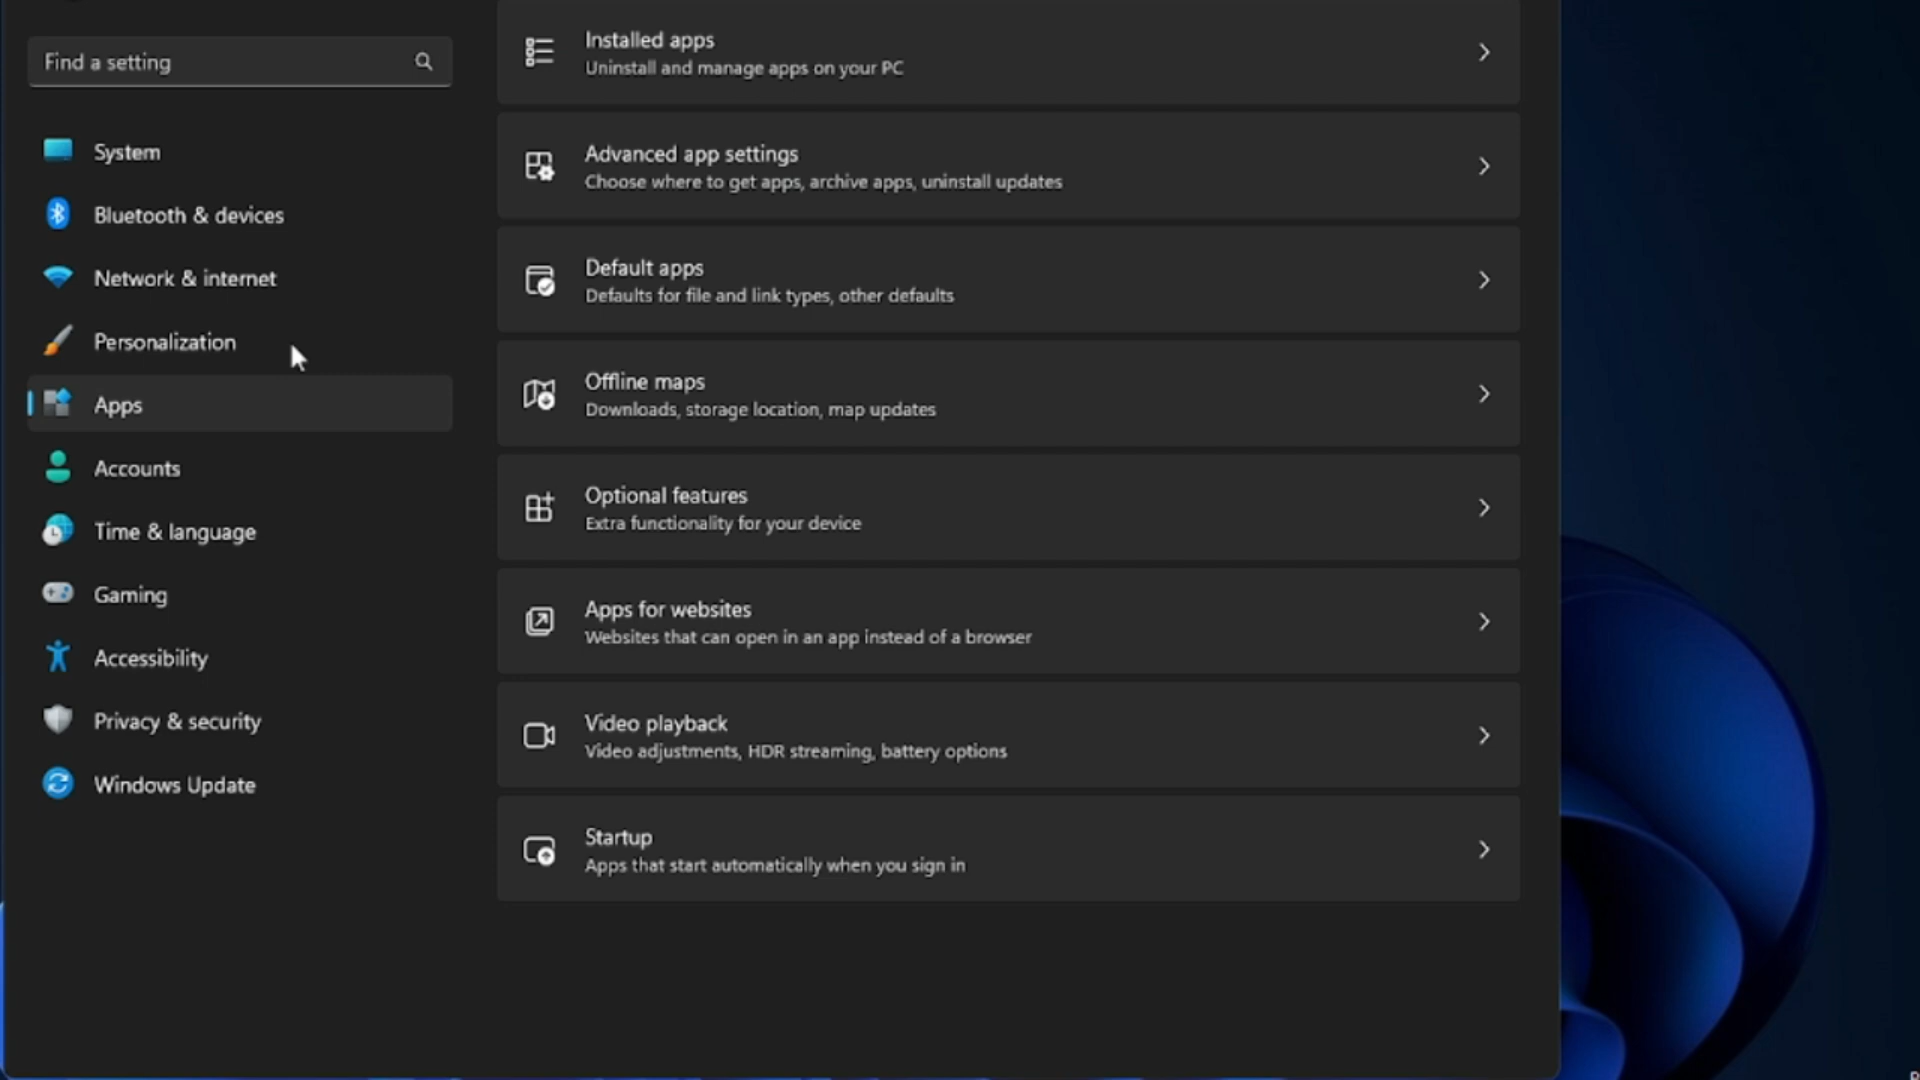 Find a setting
System
Bluetooth & devices
Network & internet
Personalization
Apps
Accounts
Time & language
Gaming
Accessibility
Privacy & security
Windows Update
Installed apps
Uninstall and manage apps on your PC
Advanced app settings
Choose where to get apps, archive apps, uninstall updates
Default apps
Defaults for file and link types, other defaults
Offline maps
Downloads, storage location, map updates
Optional features
Extra functionality for your device
Apps for websites
Websites that can open in an app instead of a browser
Video playback
Video adjustments, HDR streaming, battery options
Startup
Apps that start automatically when you sign in